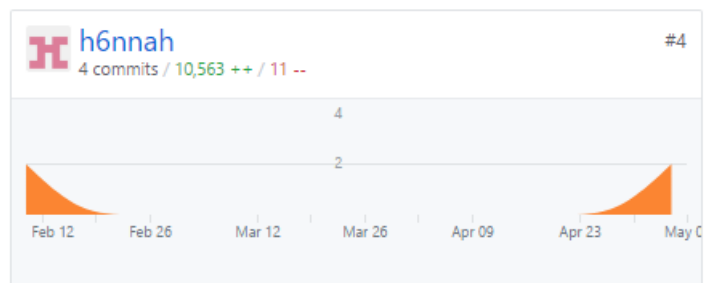 h6nnah #4
4 commits / 10,563 ++ / 11 --
4
2
Feb 12 Feb 26 Mar 12 Mar 26 Apr 09 Apr 23 May